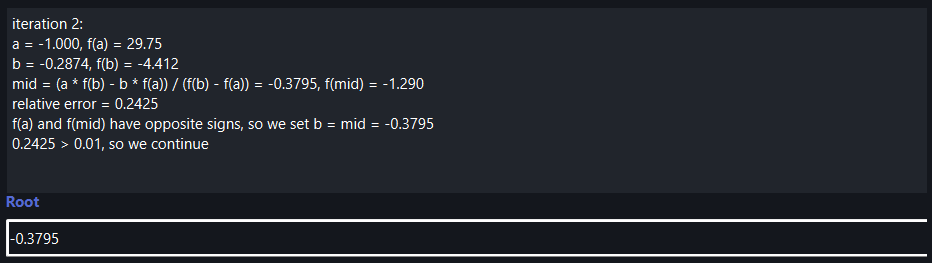 iteration 2:
a = -1.000, f(a) = 29.75
b = -0.2874, f(b) = -4.412
mid = (a * f(b) - b * f(a)) / (f(b) - f(a)) = -0.3795, f(mid) = -1.290
relative error = 0.2425
f(a) and f(mid) have opposite signs, so we set b = mid = -0.3795
0.2425 > 0.01, so we continue
Root
-0.3795